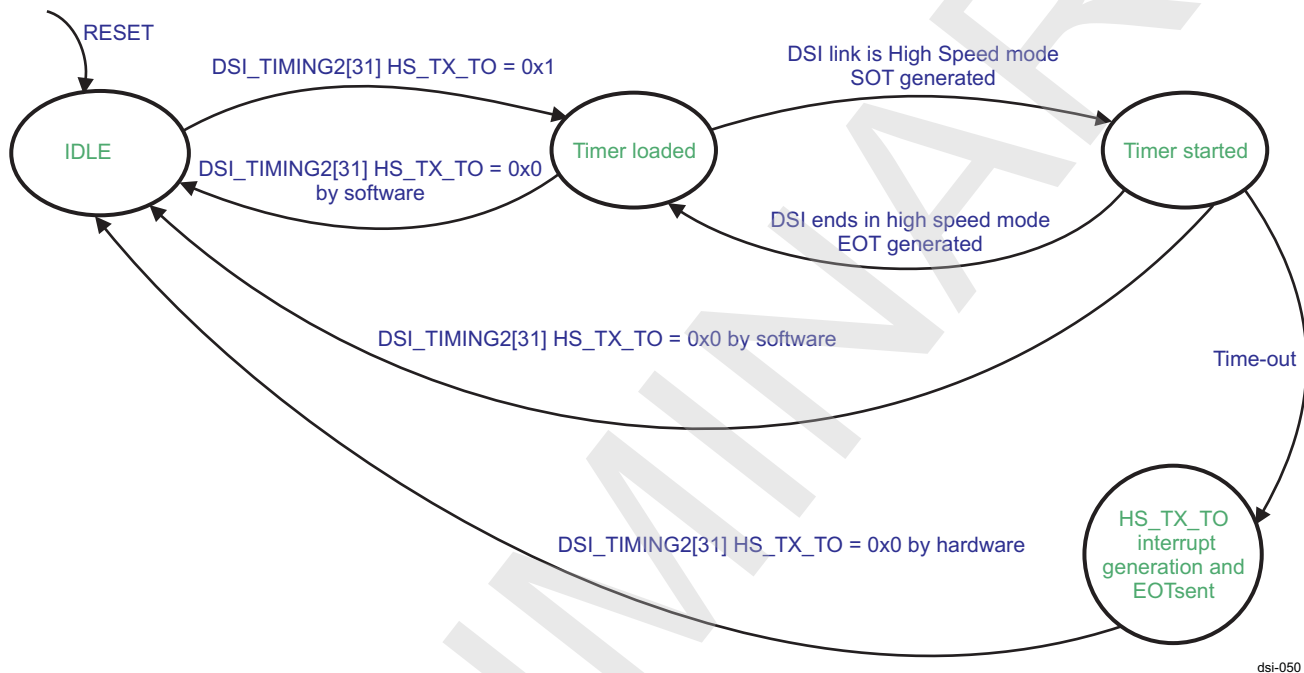 RESET
DSI_TIMING2[31] HS_TX_TO = 0x1
DSI link is High Speed mode
SOT generated
IDLE
Timer loaded
Timer started
DSI_TIMING2[31] HS_TX_TO = 0x0
by software
DSI ends in high speed mode
EOT generated
DSI_TIMING2[31] HS_TX_TO = 0x0 by software
Time-out
HS_TX_TO
interrupt
generation and
EOTsent
DSI_TIMING2[31] HS_TX_TO = 0x0 by hardware
dsi-050